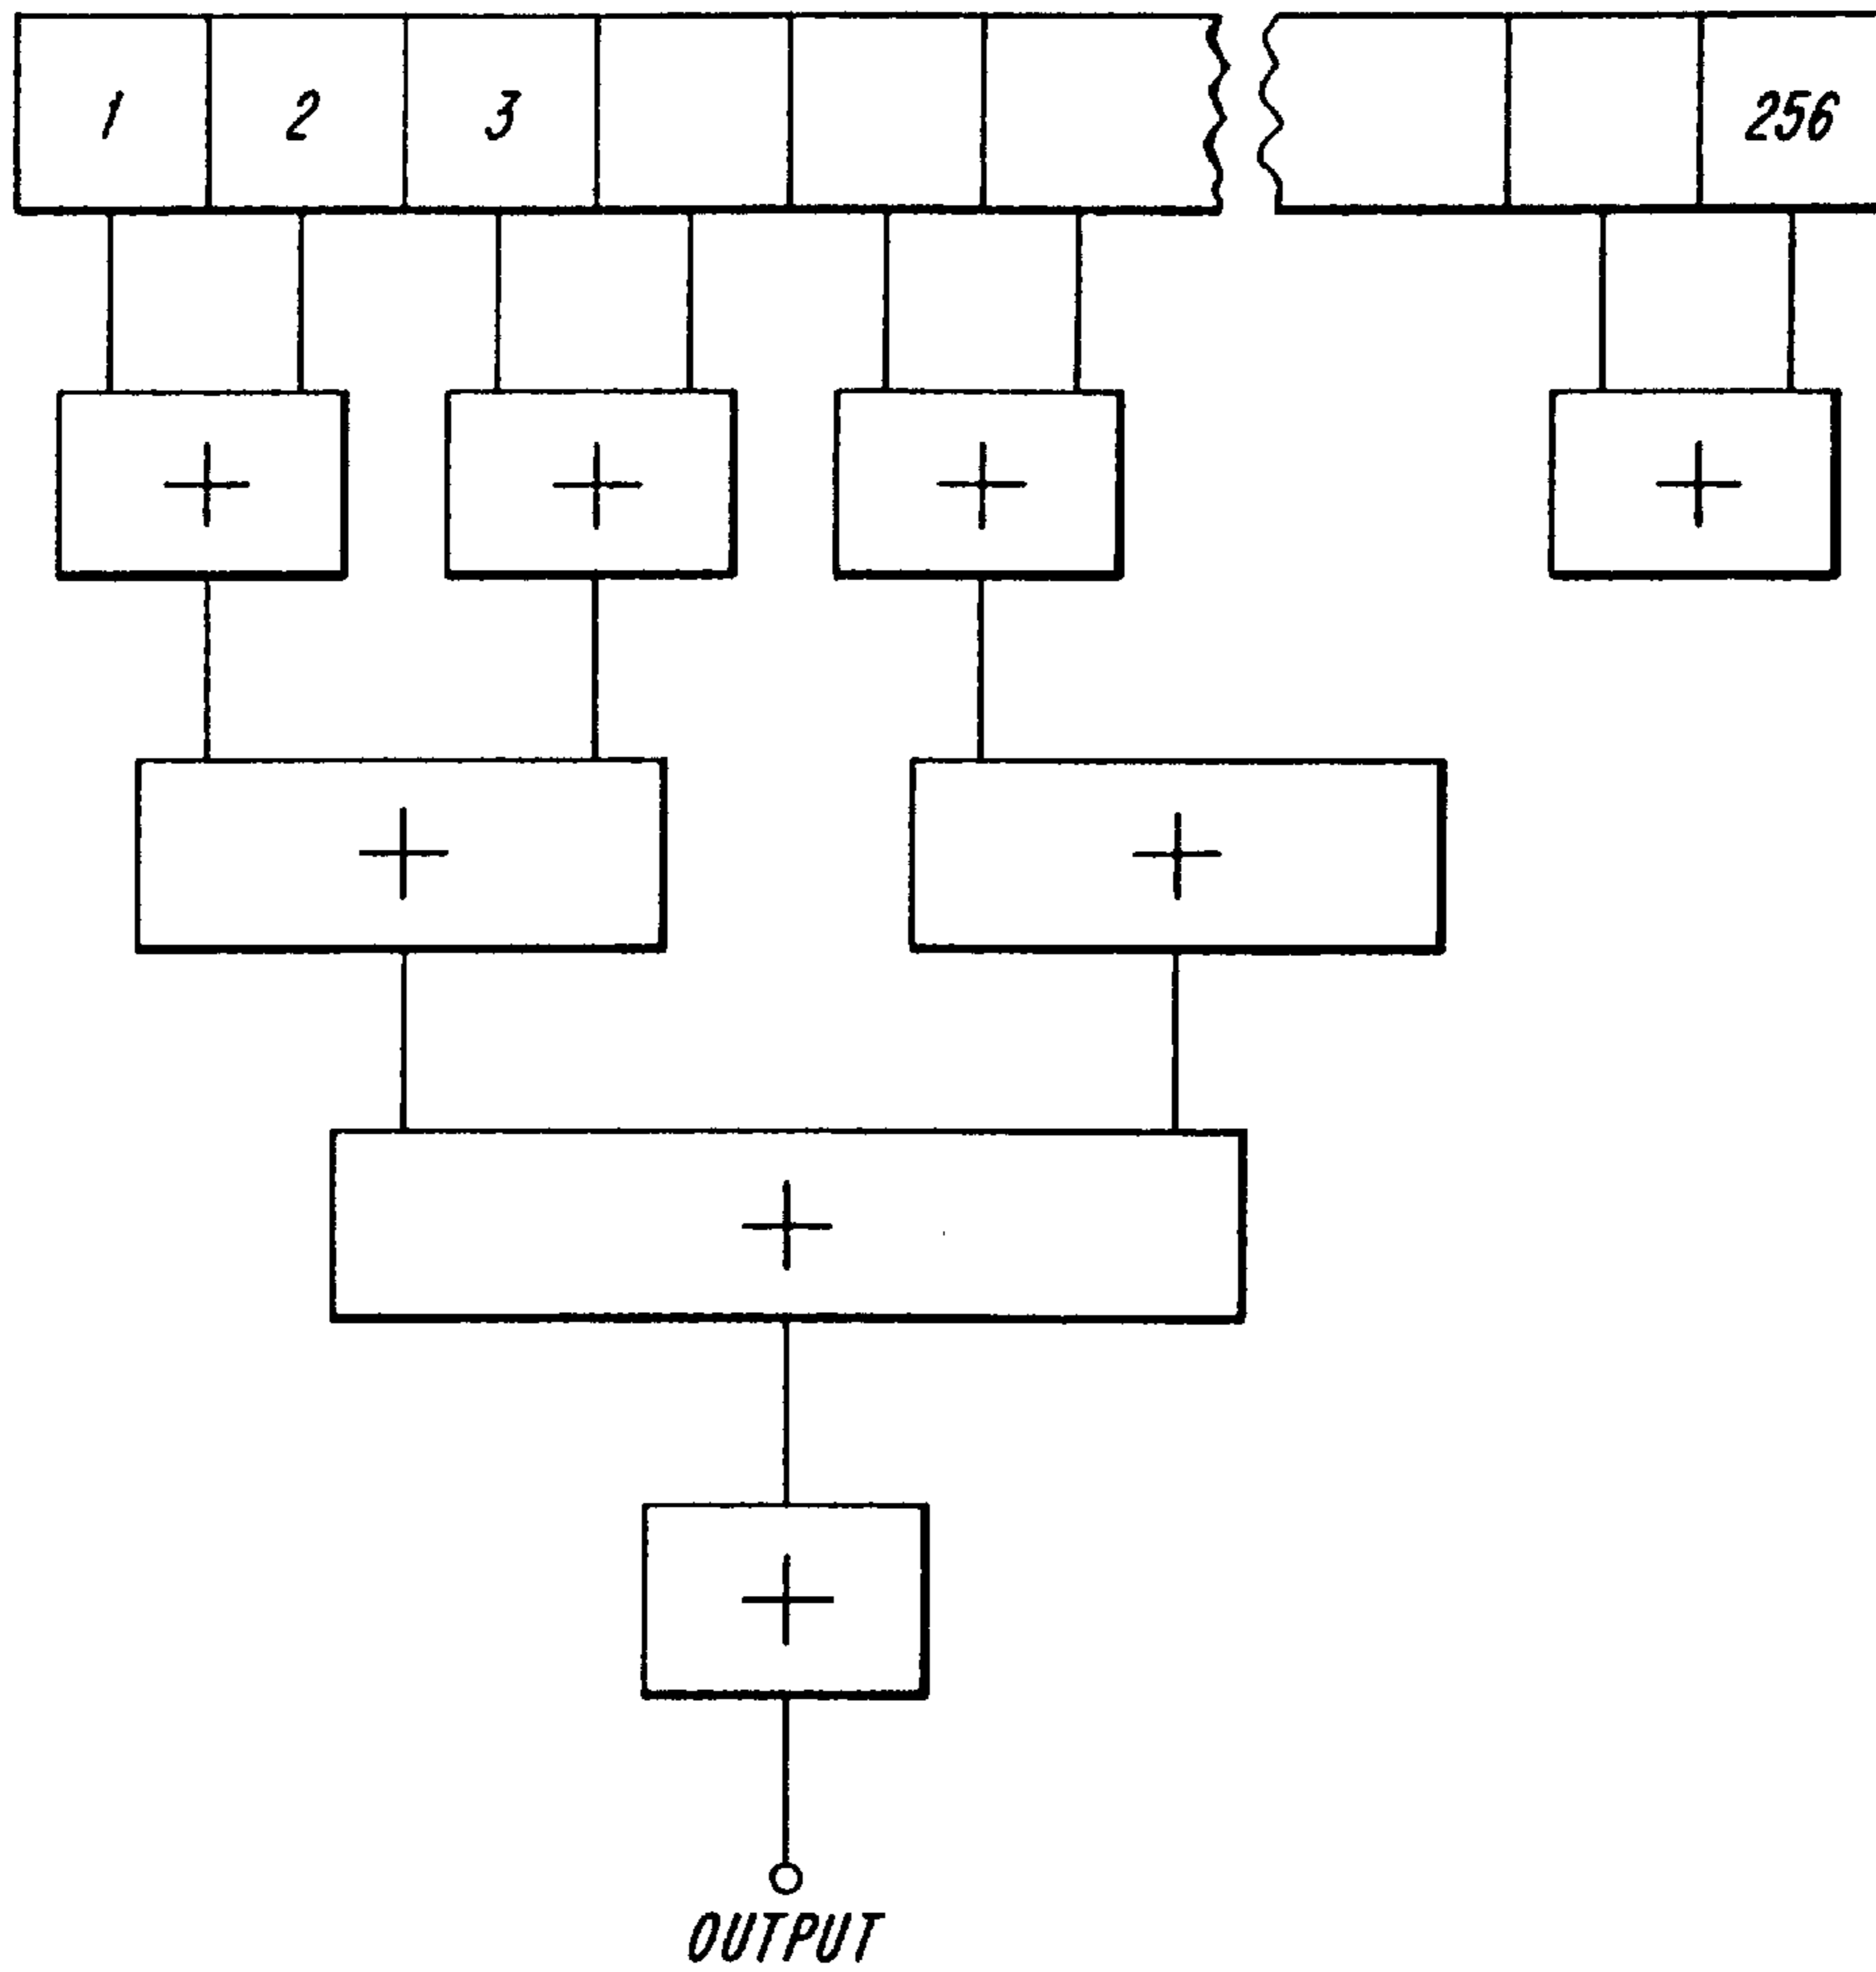 1 2 3 256
+ + + +
+ +
+
+
OUTPUT